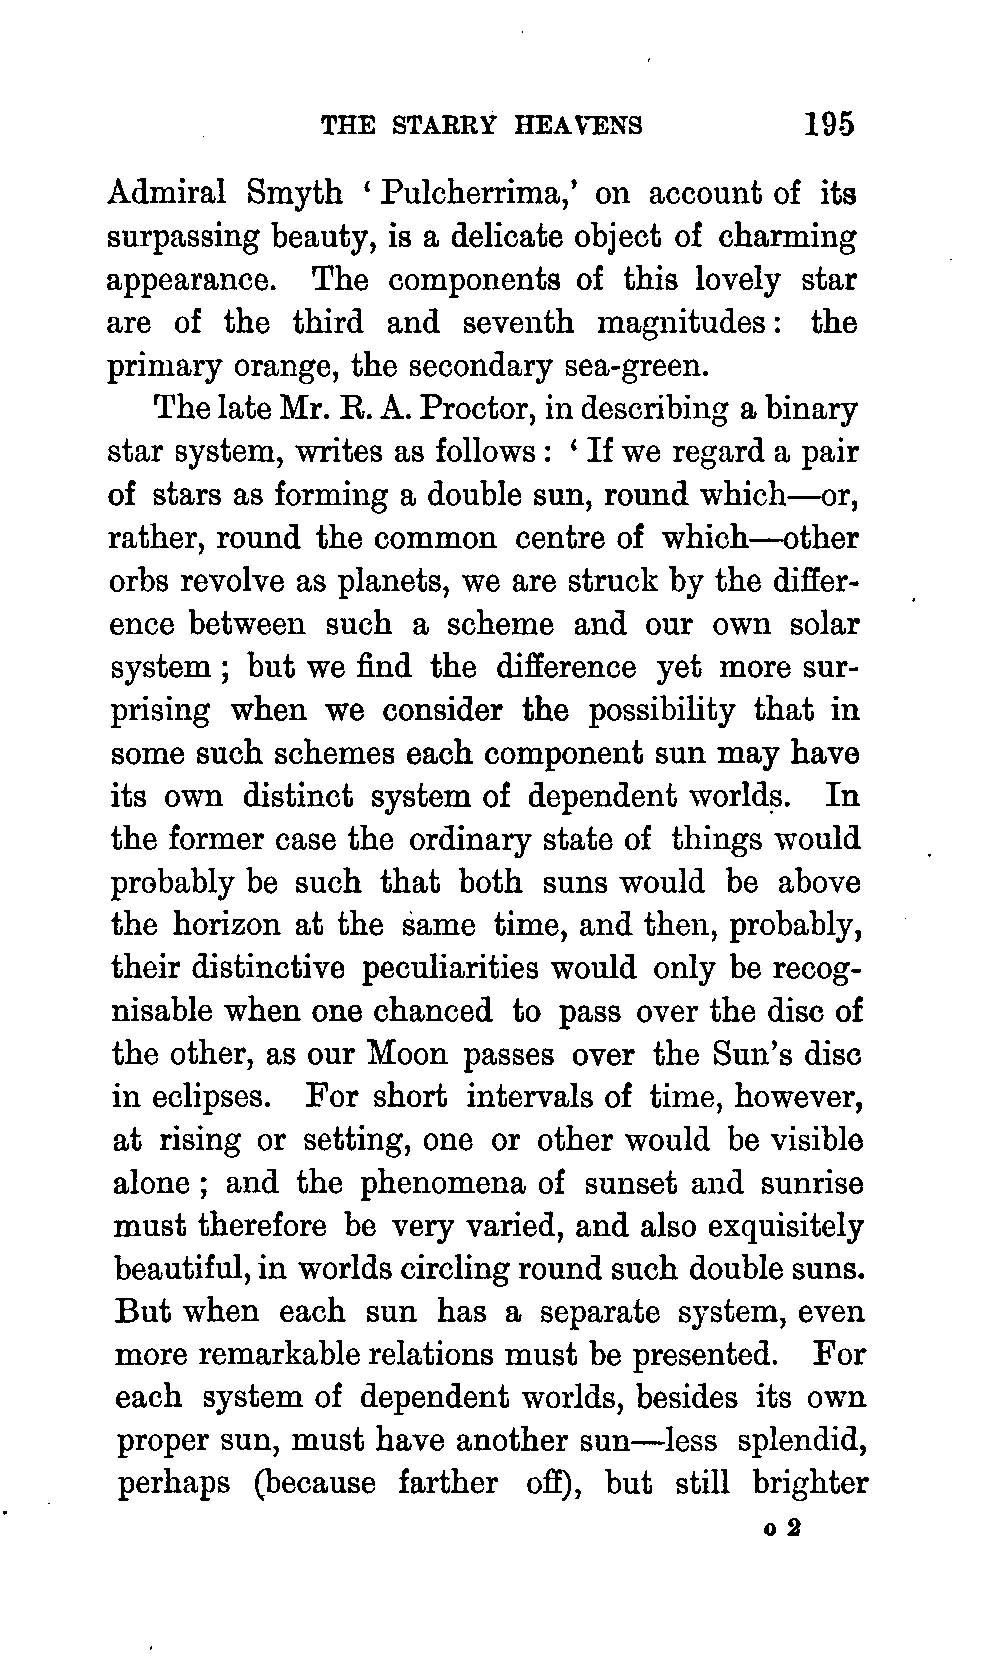 THE STARRY HEAVENS 195
Admiral Smyth ‘ Pulcherrima,’ on account of its
surpassing beauty, is a delicate object of charming
appearance. The components of this lovely star
are of the third and seventh magnitudes : the
primary orange, the secondary sea-green.
The late Mr. R. A. Proctor, in describing a binary
star system, writes as follows : ‘ If we regard a pair
of stars as forming a double sun, round which—or,
rather, round the common centre of which—other
orbs revolve as planets, we are struck by the differ-
ence between such a scheme and our own solar
system ; but we find the difference yet more sur-
prising when we consider the possibility that in
some such schemes each component sun may have
its own distinct system of dependent worlds. In
the former case the ordinary state of things would
probably be such that both suns would be above
the horizon at the same time, and then, probably,
their distinctive peculiarities would only be recog-
nisable when one chanced to pass over the disc of
the other, as our Moon passes over the Sun’s disc
in eclipses. For short intervals of time, however,
at rising or setting, one or other would be visible
alone ; and the phenomena of sunset and sunrise
must therefore be very varied, and also exquisitely
beautiful, in worlds circling round such double suns.
But when each sun has a separate system, even
more remarkable relations must be presented. For
each system of dependent worlds, besides its own
proper sun, must have another sun—less splendid,
perhaps (because farther off), but still brighter
o 2